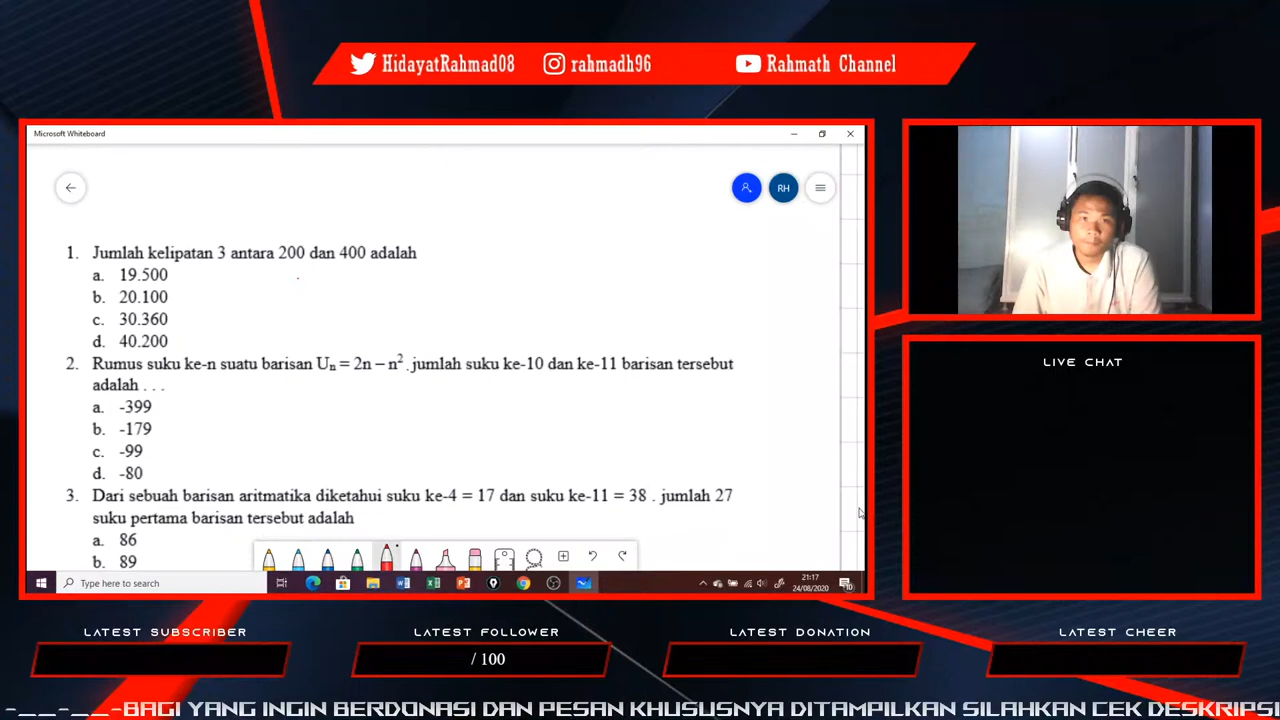 HidayatRahmad08 rahmadh96 Rahmath Channel
Microsoft Whiteboard
RH
1. Jumlah kelipatan 3 antara 200 dan 400 adalah
a. 19.500
b. 20.100
c. 30.360
d. 40.200
2. Rumus suku ke-n suatu barisan Uₙ = 2n – n². jumlah suku ke-10 dan ke-11 barisan tersebut
adalah . . .
a. -399
b. -179
c. -99
d. -80
3. Dari sebuah barisan aritmatika diketahui suku ke-4 = 17 dan suku ke-11 = 38 . jumlah 27
suku pertama barisan tersebut adalah
a. 86
b. 89
Type here to search
21:17
24/08/2020
10
LIVE CHAT
LATEST SUBSCRIBER LATEST FOLLOWER LATEST DONATION LATEST CHEER
/ 100
-__--__-BAGI YANG INGIN BERDONASI DAN PESAN KHUSUSNYA DITAMPILKAN SILAHKAN CEK DESKRIPSI